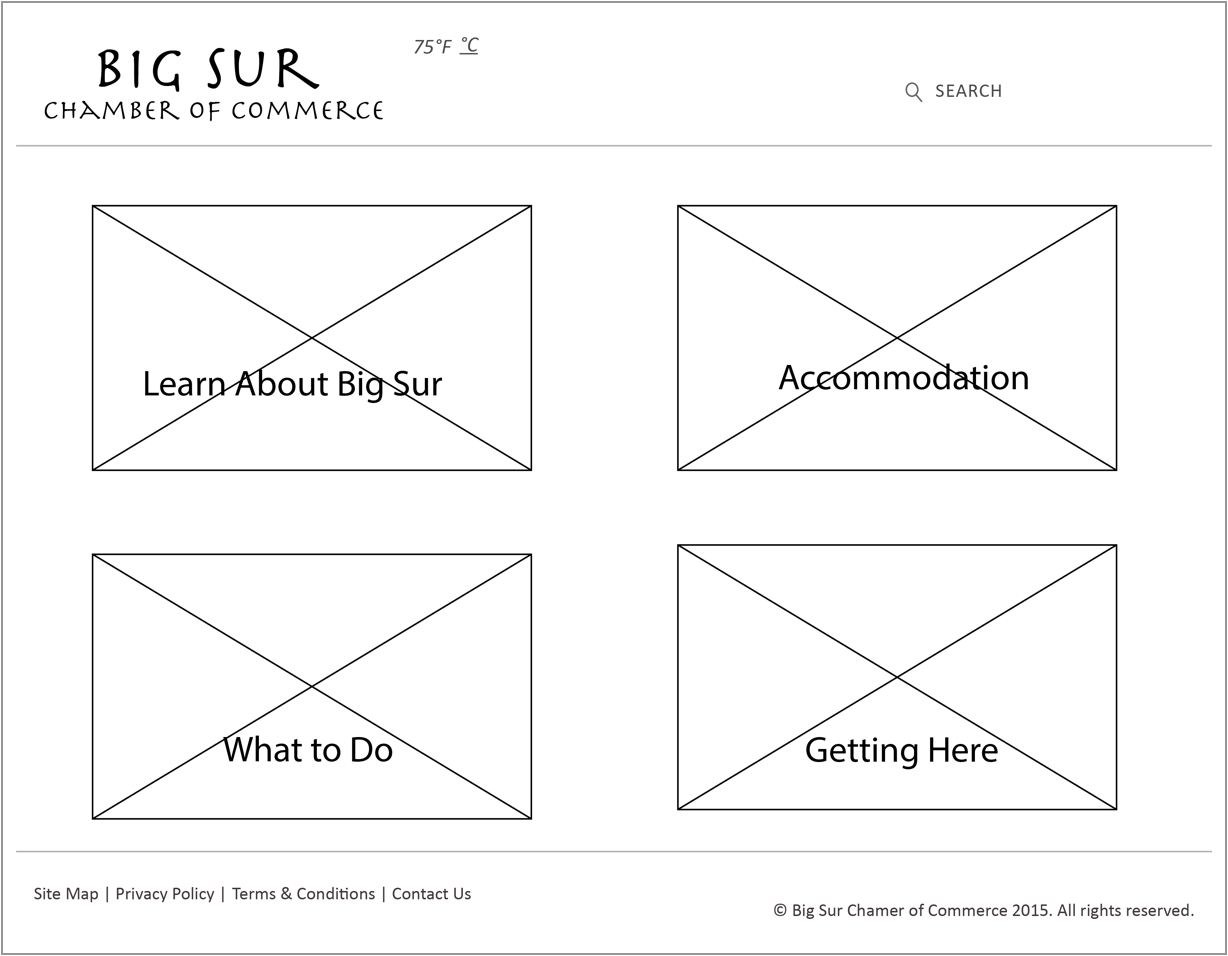 BIG SUR
CHAMBER OF COMMERCE
75°F °C
SEARCH
Learn About Big Sur
Accommodation
What to Do
Getting Here
Site Map | Privacy Policy | Terms & Conditions | Contact Us
© Big Sur Chamer of Commerce 2015. All rights reserved.